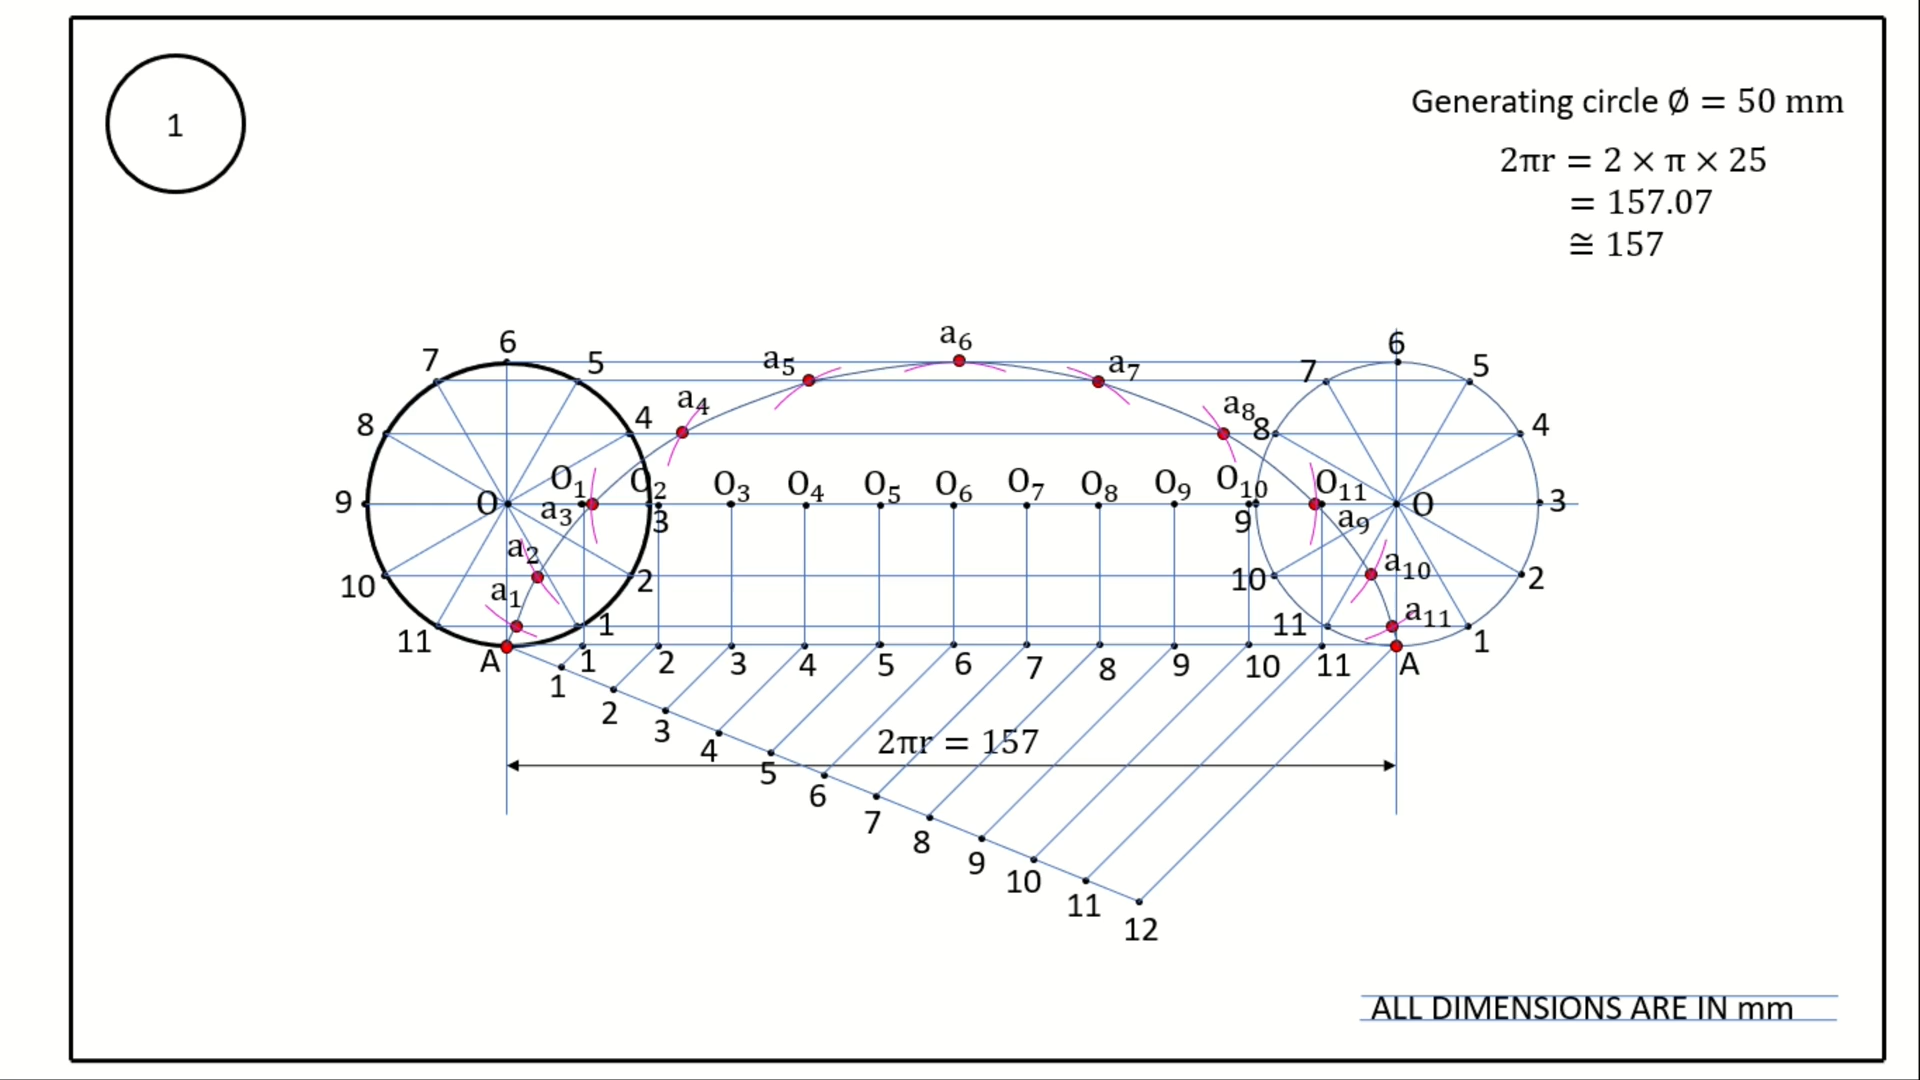 1
Generating circle Ø = 50 mm
2πr = 2 × π × 25
= 157.07
≅ 157
6
a₆
6
7
5
a₅
a₇
7
5
8
4
a₄
a₈
8
4
9
O
O₁
O₂
O₃
O₄
O₅
O₆
O₇
O₈
O₉
O₁₀
O₁₁
O
3
a₃
3
9
a₉
10
a₂
2
10
a₁₀
2
11
a₁
1
11
a₁₁
1
A
1
2
3
4
5
6
7
8
9
10
11
A
1
2
3
4
2πr = 157
5
6
7
8
9
10
11
12
ALL DIMENSIONS ARE IN mm